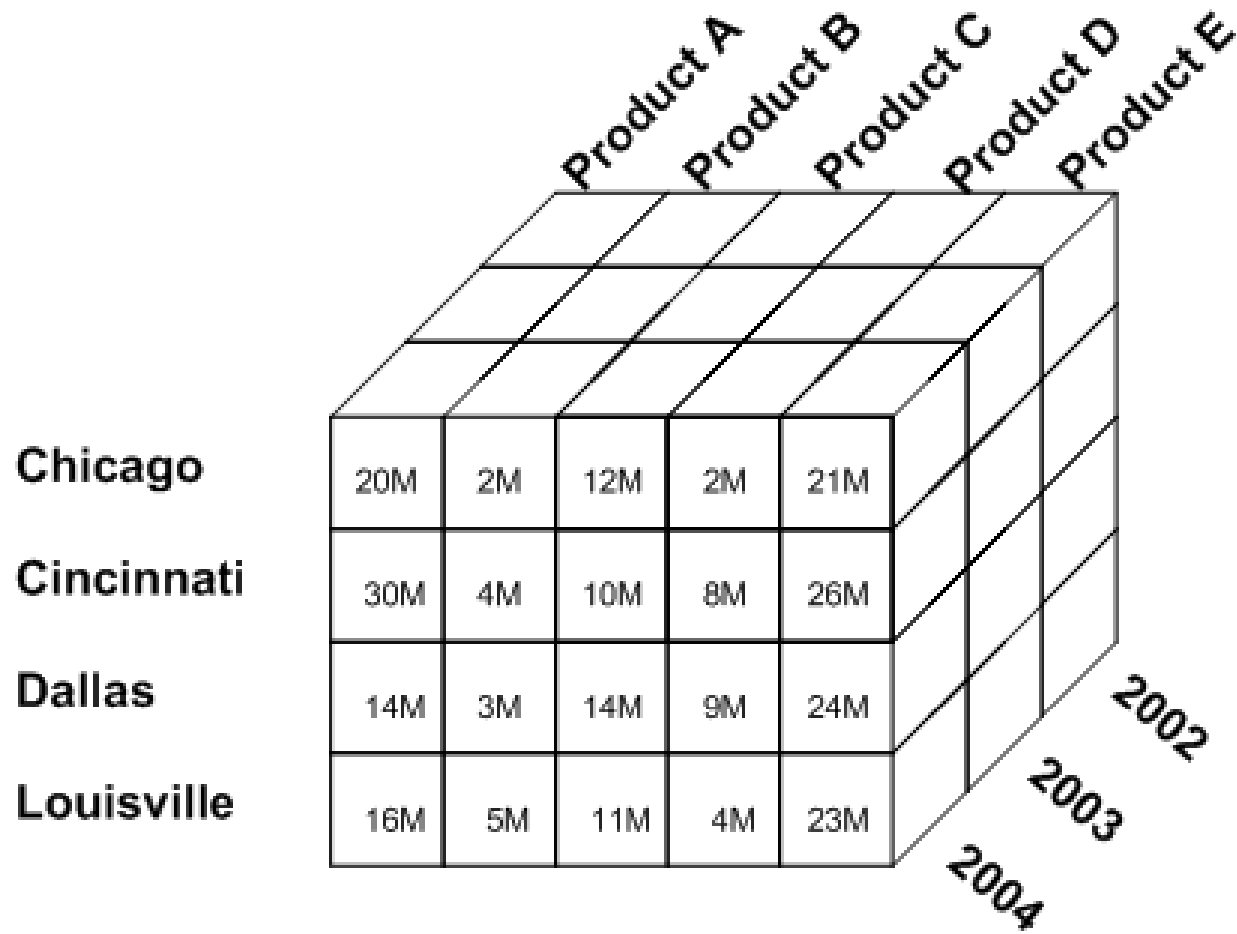 Product A
Product B
Product C
Product D
Product E
Chicago 20M 2M 12M 2M 21M
Cincinnati 30M 4M 10M 8M 26M
Dallas 14M 3M 14M 9M 24M
Louisville 16M 5M 11M 4M 23M
2002
2003
2004